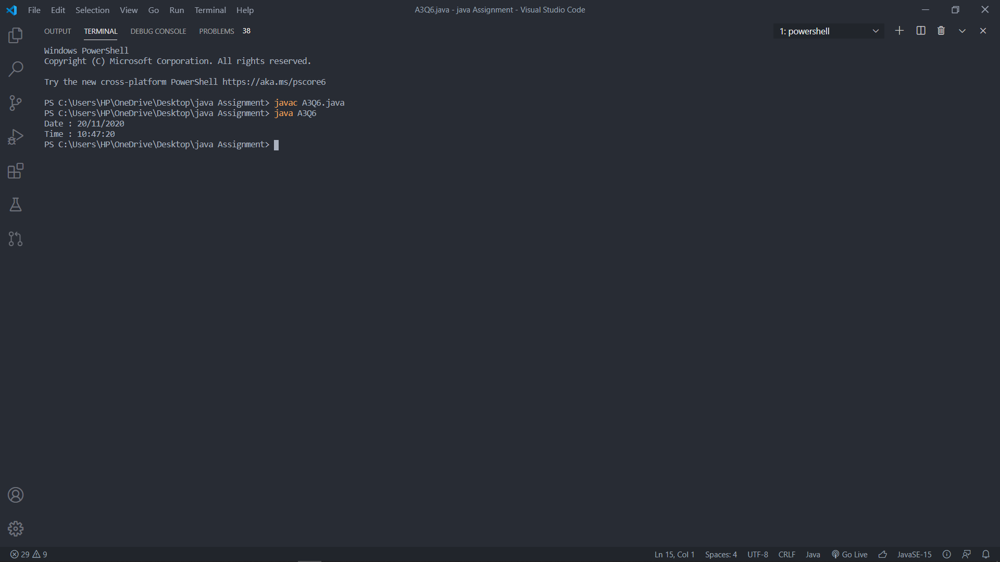 File Edit Selection View Go Run Terminal Help
A3Q6.java - java Assignment - Visual Studio Code
OUTPUT TERMINAL DEBUG CONSOLE PROBLEMS 38
1: powershell
Windows PowerShell
Copyright (C) Microsoft Corporation. All rights reserved.
Try the new cross-platform PowerShell https://aka.ms/pscore6
PS C:\Users\HP\OneDrive\Desktop\java Assignment> javac A3Q6.java
PS C:\Users\HP\OneDrive\Desktop\java Assignment> java A3Q6
Date : 20/11/2020
Time : 10:47:20
PS C:\Users\HP\OneDrive\Desktop\java Assignment>
29 9
Ln 15, Col 1 Spaces: 4 UTF-8 CRLF Java Go Live JavaSE-15